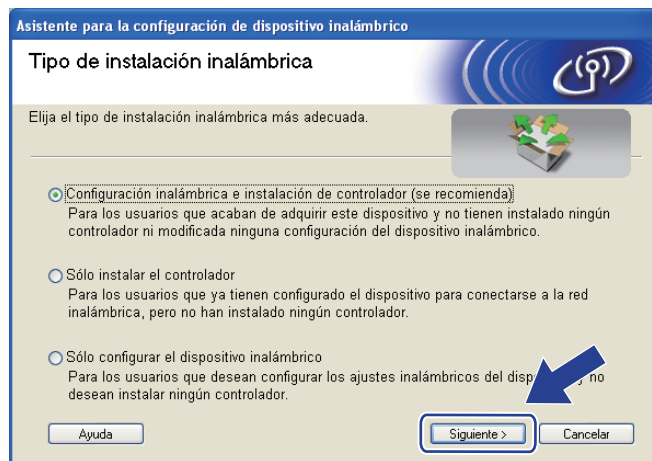 Asistente para la configuración de dispositivo inalámbrico
Tipo de instalación inalámbrica
Elija el tipo de instalación inalámbrica más adecuada.
Configuración inalámbrica e instalación de controlador (se recomienda)
Para los usuarios que acaban de adquirir este dispositivo y no tienen instalado ningún
controlador ni modificada ninguna configuración del dispositivo inalámbrico.
Sólo instalar el controlador
Para los usuarios que ya tienen configurado el dispositivo para conectarse a la red
inalámbrica, pero no han instalado ningún controlador.
Sólo configurar el dispositivo inalámbrico
Para los usuarios que desean configurar los ajustes inalámbricos del no
desean instalar ningún controlador.
Ayuda
Siguiente >
Cancelar